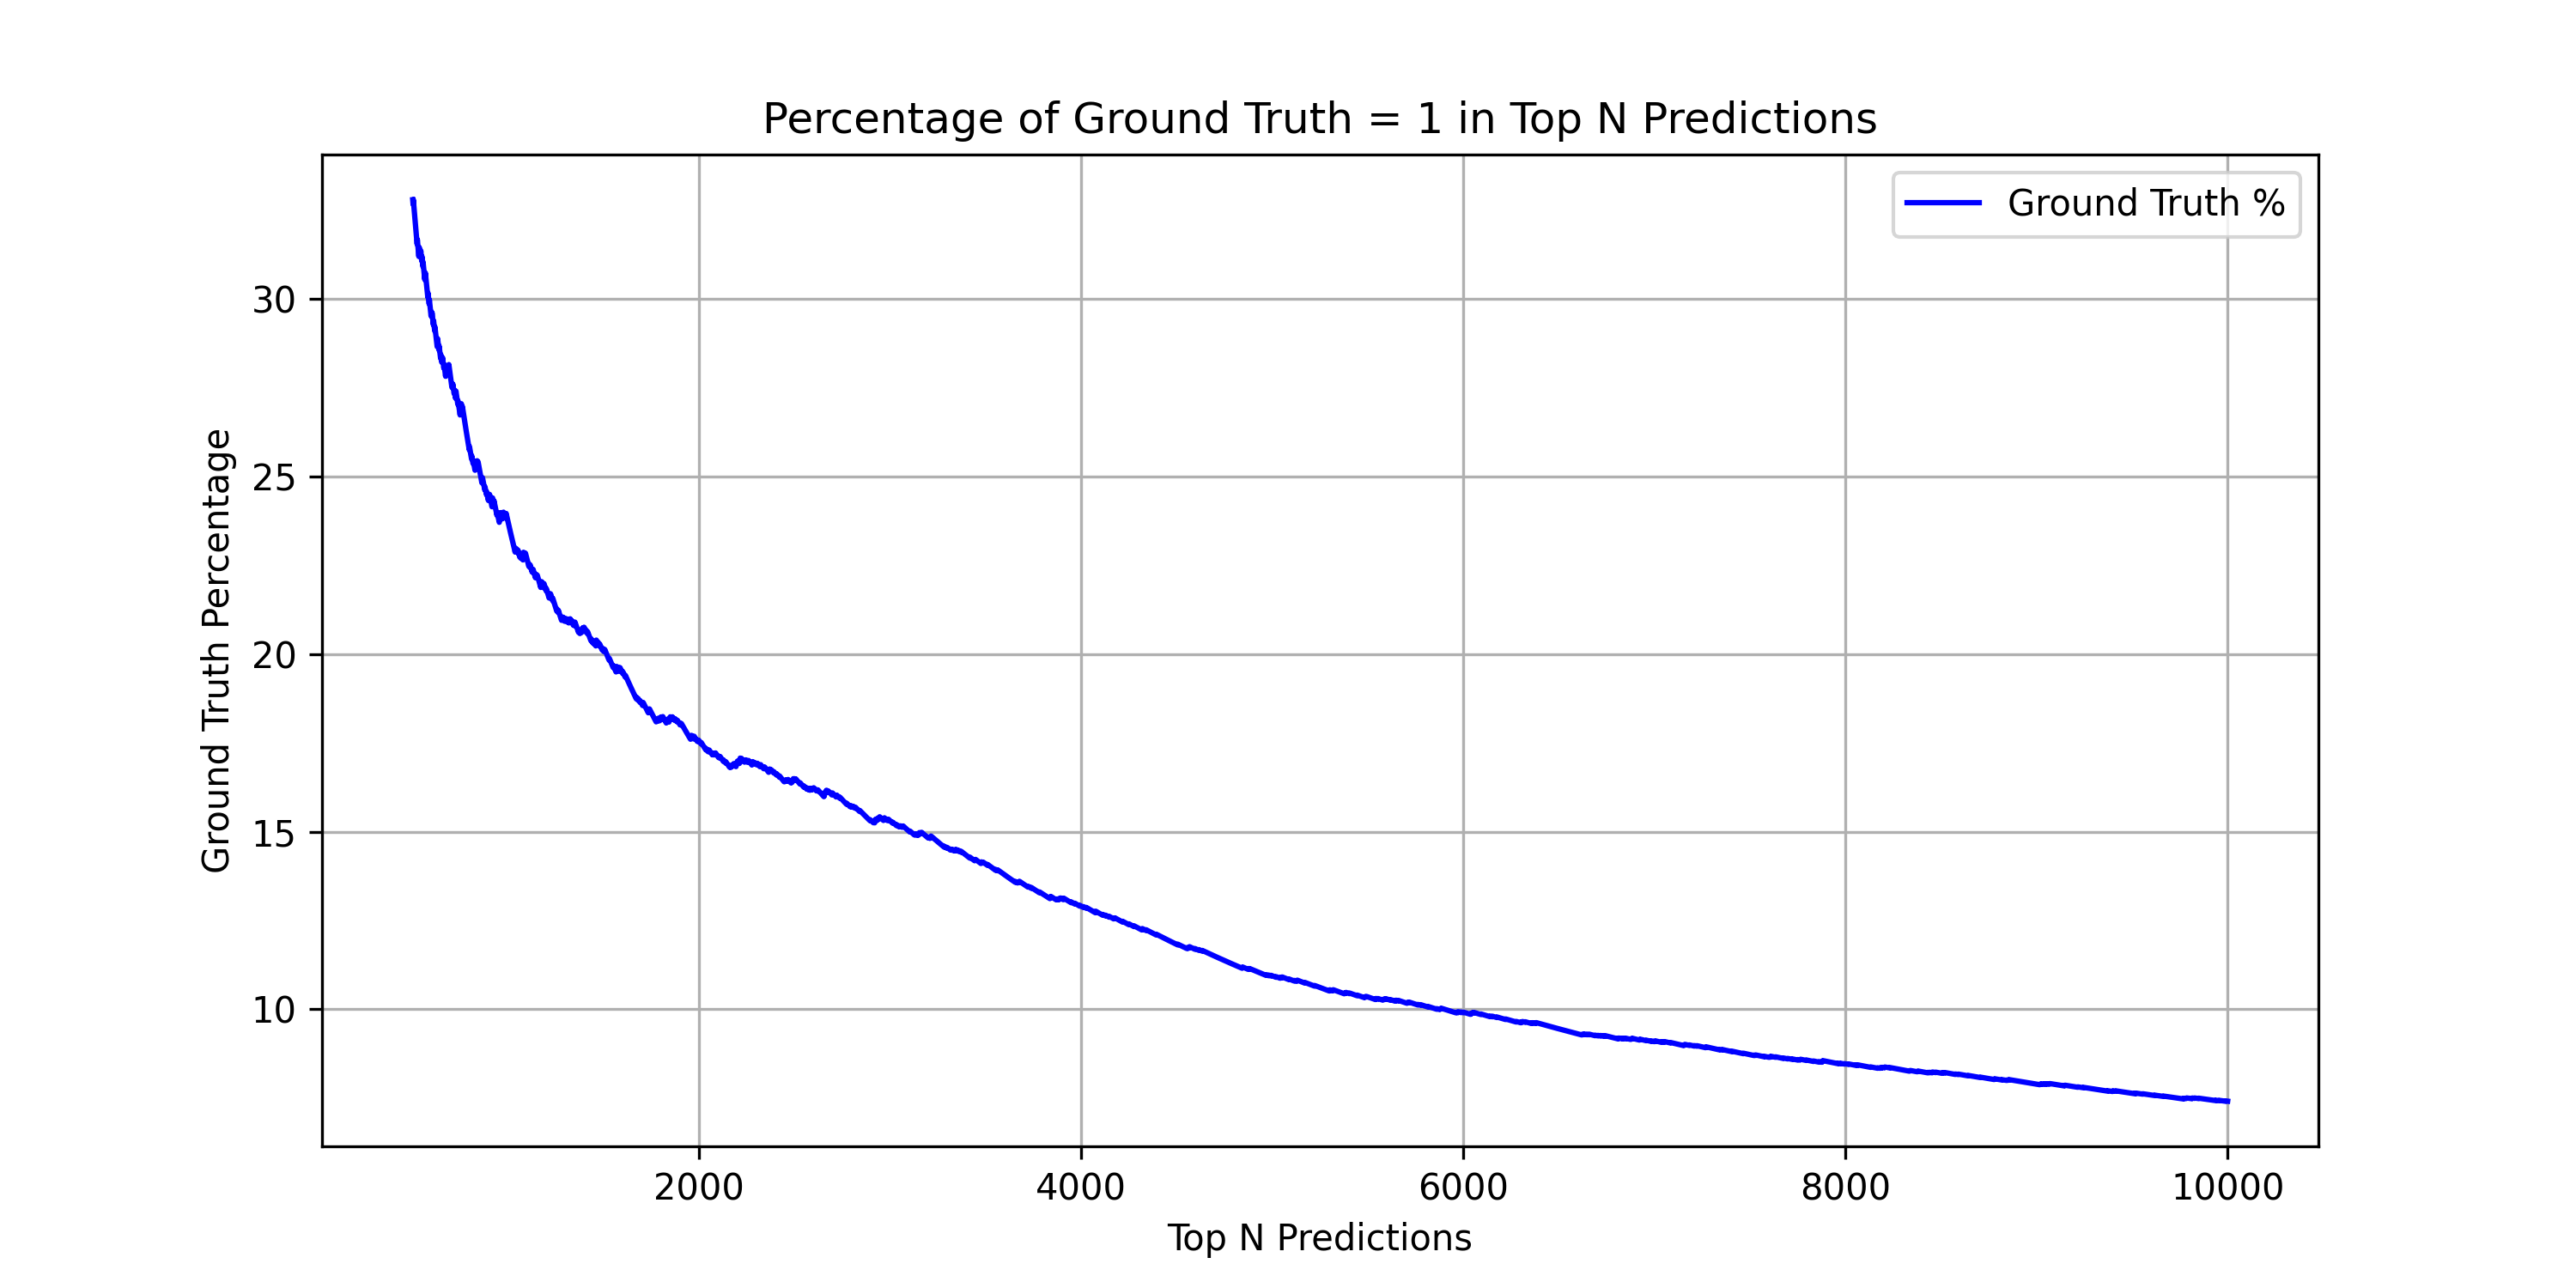 Percentage of Ground Truth = 1 in Top N Predictions
Ground Truth %
Ground Truth Percentage
30
25
20
15
10
2000 4000 6000 8000 10000
Top N Predictions